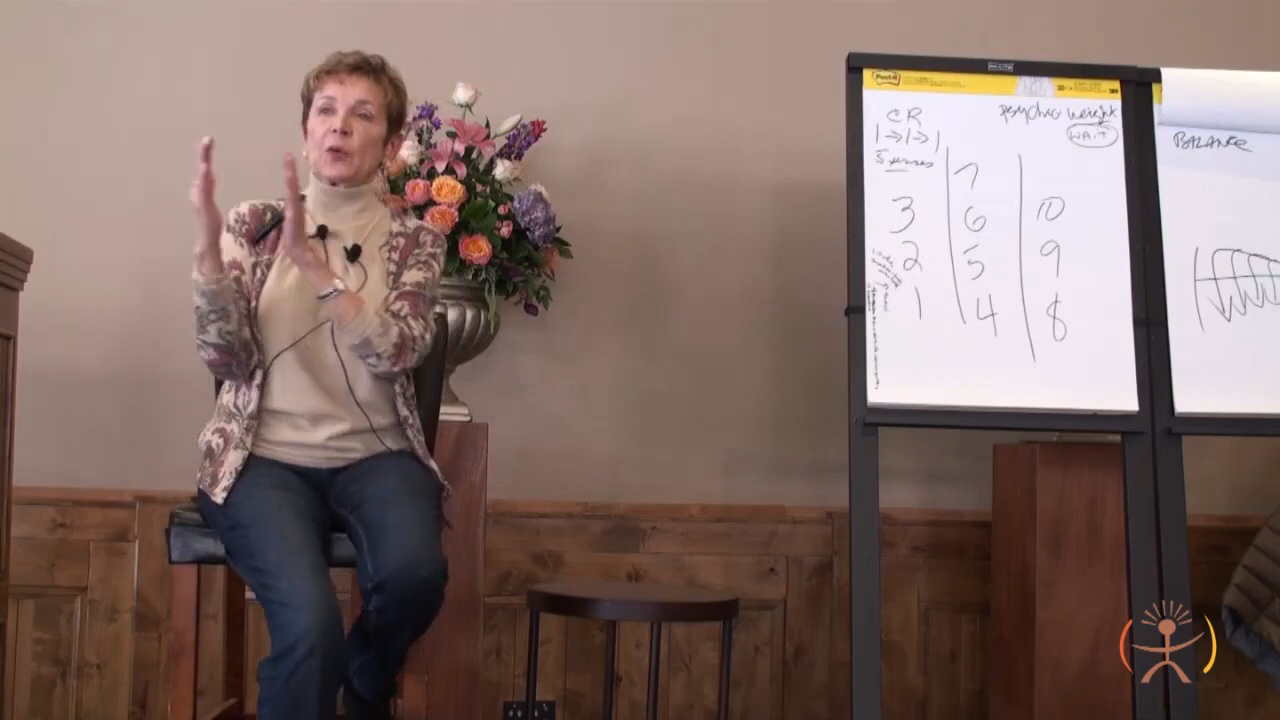 Post-it
CR
1→1→1
psychic weight
WAIT
5 senses
7
3 6 10
2 5 9
1 4 8
BALANCE